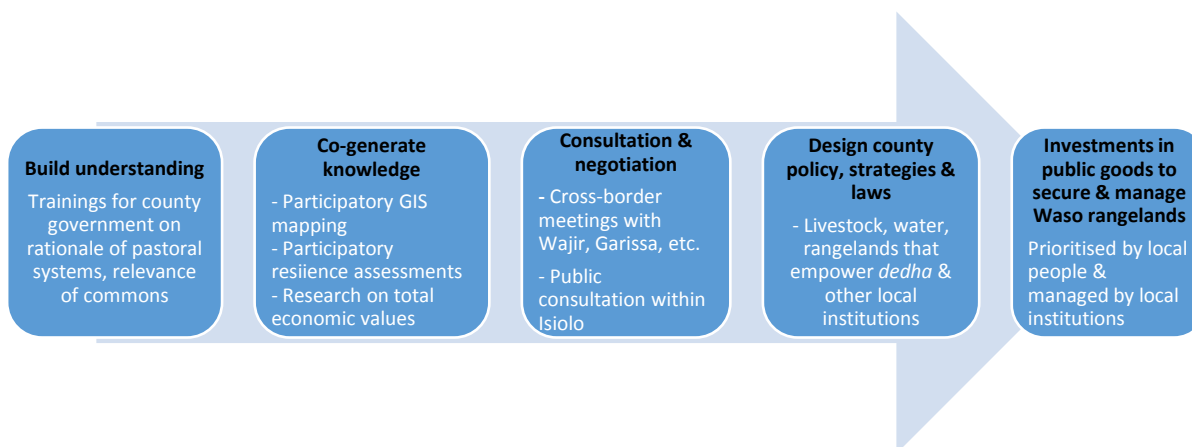 Build understanding
Trainings for county
government on
rationale of pastoral
systems, relevance
of commons
Co-generate
knowledge
- Participatory GIS
mapping
- Participatory
resiience assessments
- Research on total
economic values
Consultation &
negotiation
- Cross-border
meetings with
Wajir, Garissa, etc.
- Public
consultation within
Isiolo
Design county
policy, strategies &
laws
- Livestock, water,
rangelands that
empower dedha &
other local
institutions
Investments in
public goods to
secure & manage
Waso rangelands
Prioritised by local
people &
managed by local
institutions